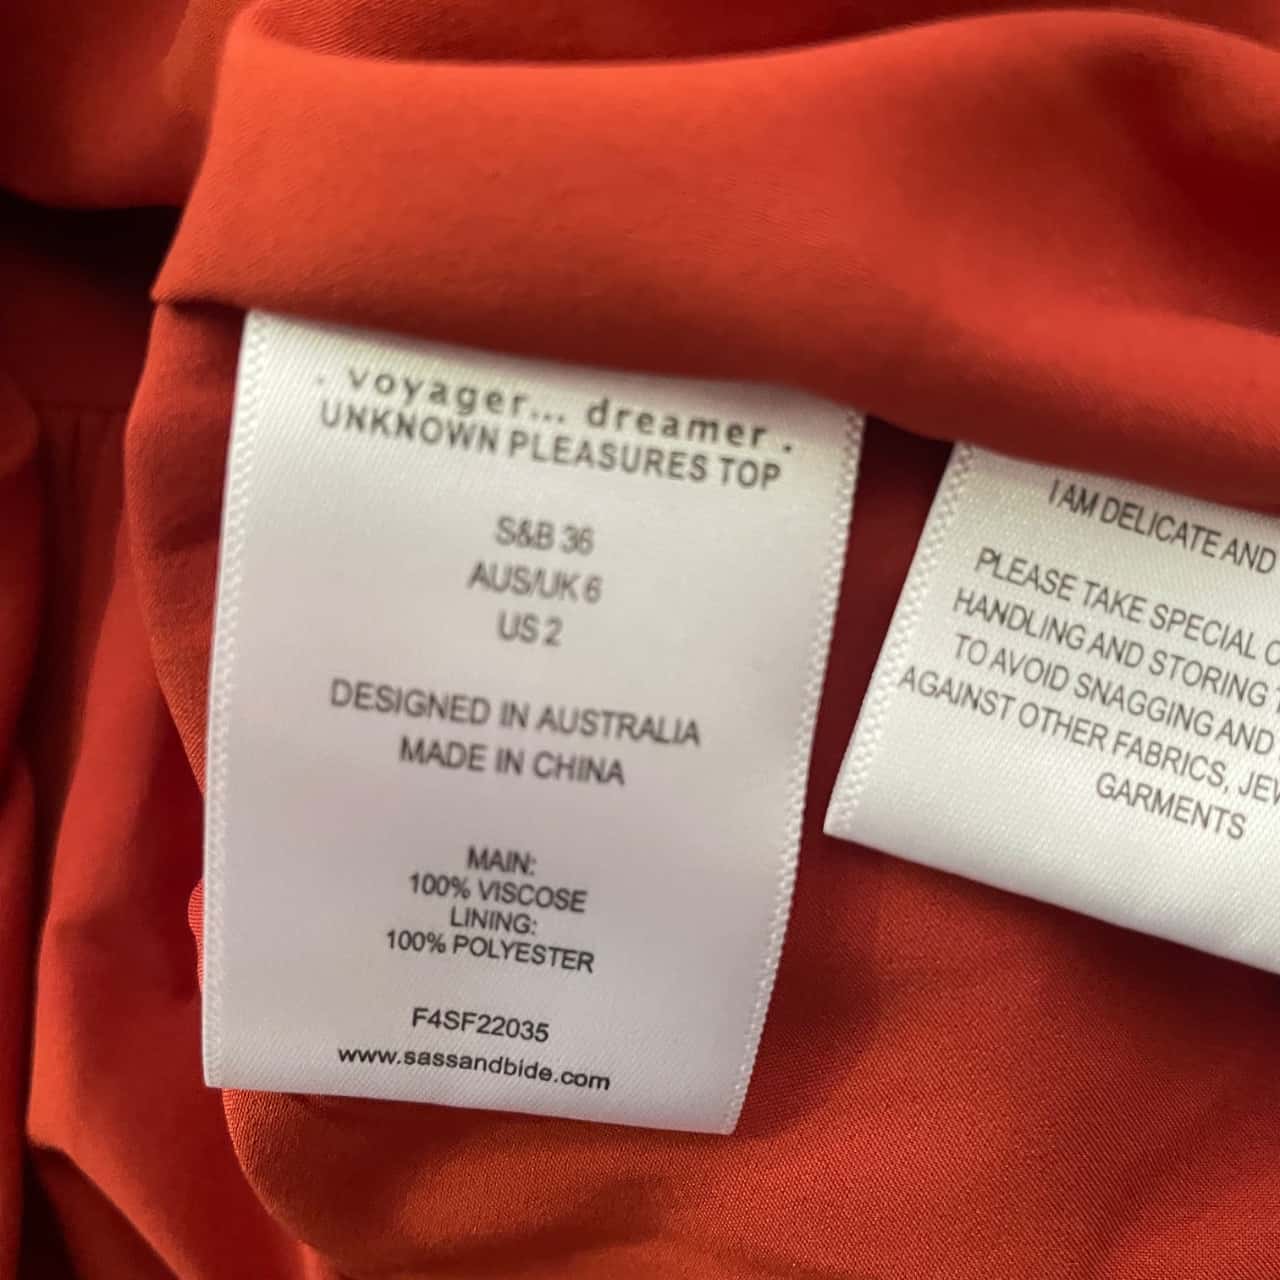 . voyager... dreamer .
UNKNOWN PLEASURES TOP
S&B 36
AUS/UK 6
US 2
DESIGNED IN AUSTRALIA
MADE IN CHINA
MAIN:
100% VISCOSE
LINING:
100% POLYESTER
F4SF22035
www.sassandbide.com
I AM DELICATE AND
PLEASE TAKE SPECIAL
HANDLING AND STORING
TO AVOID SNAGGING AND
AGAINST OTHER FABRICS,
GARMENTS